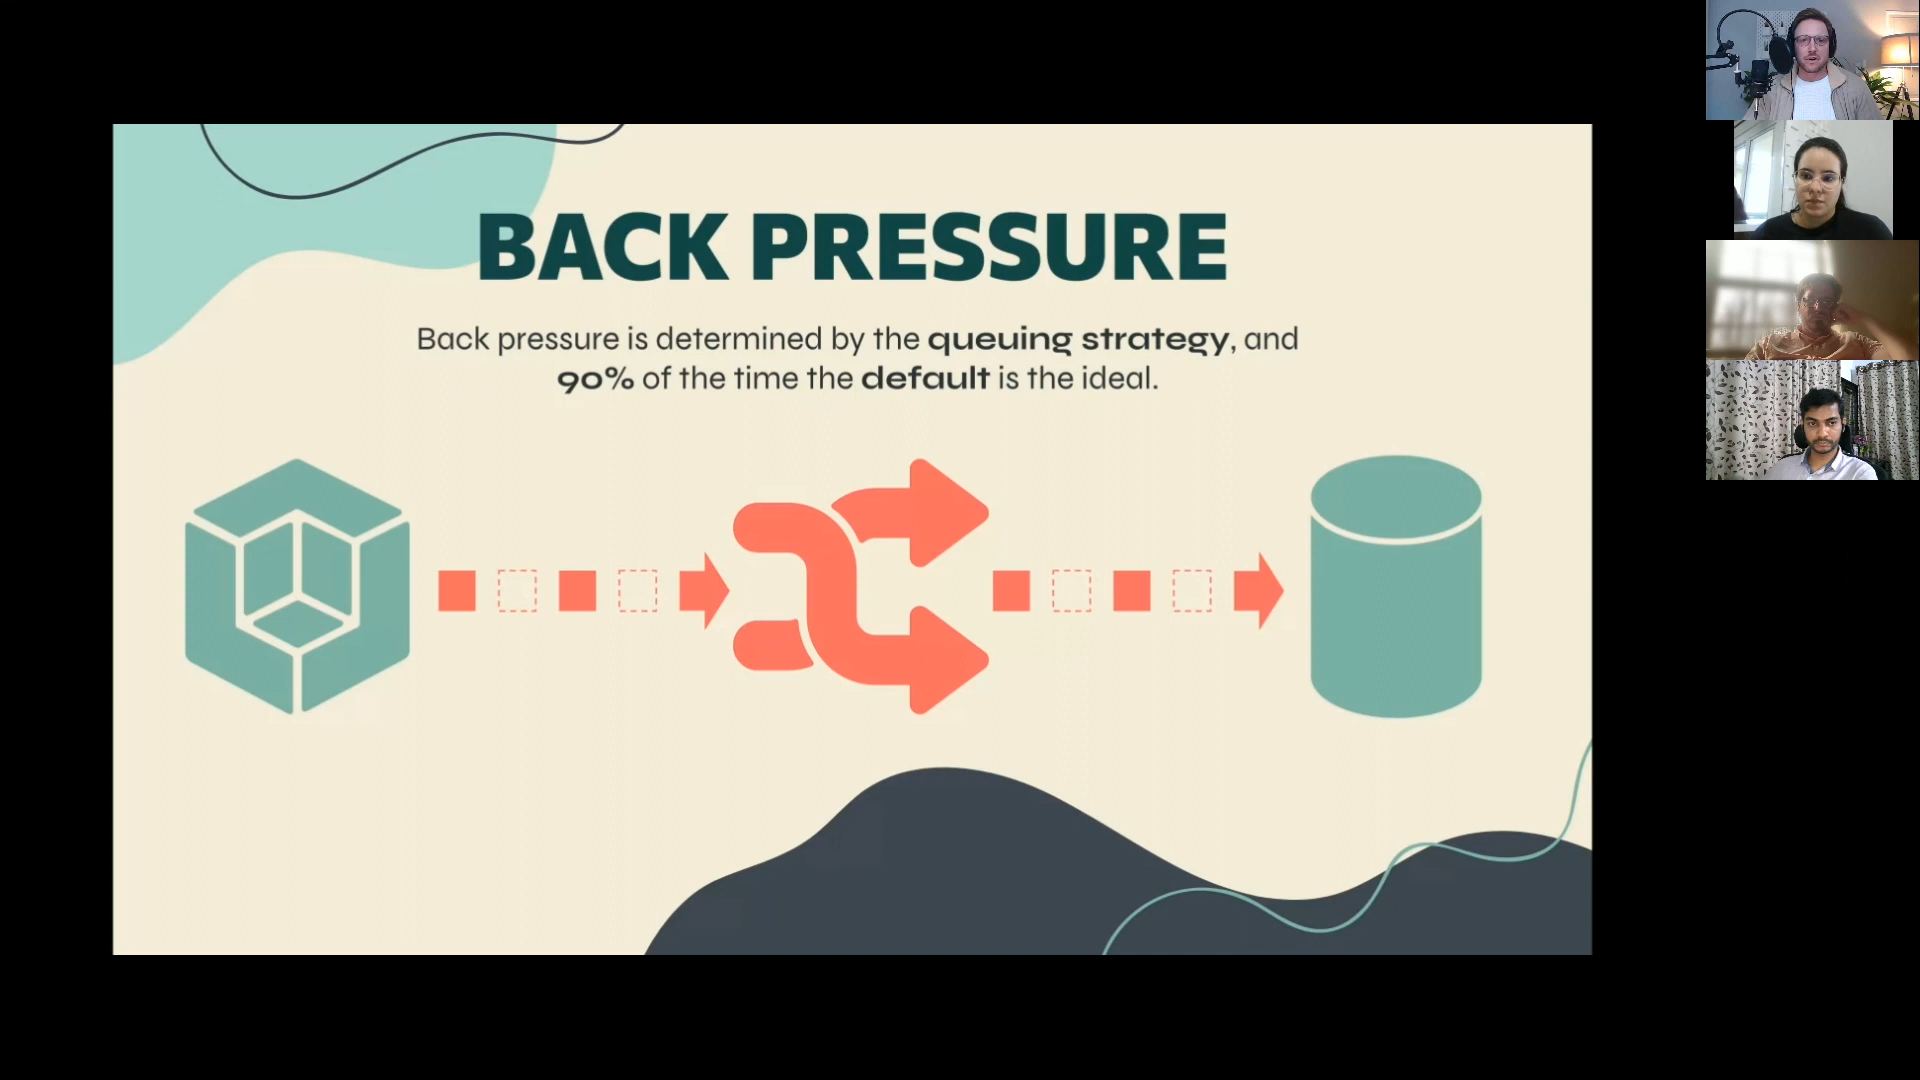 BACK PRESSURE
Back pressure is determined by the queuing strategy, and
90% of the time the default is the ideal.